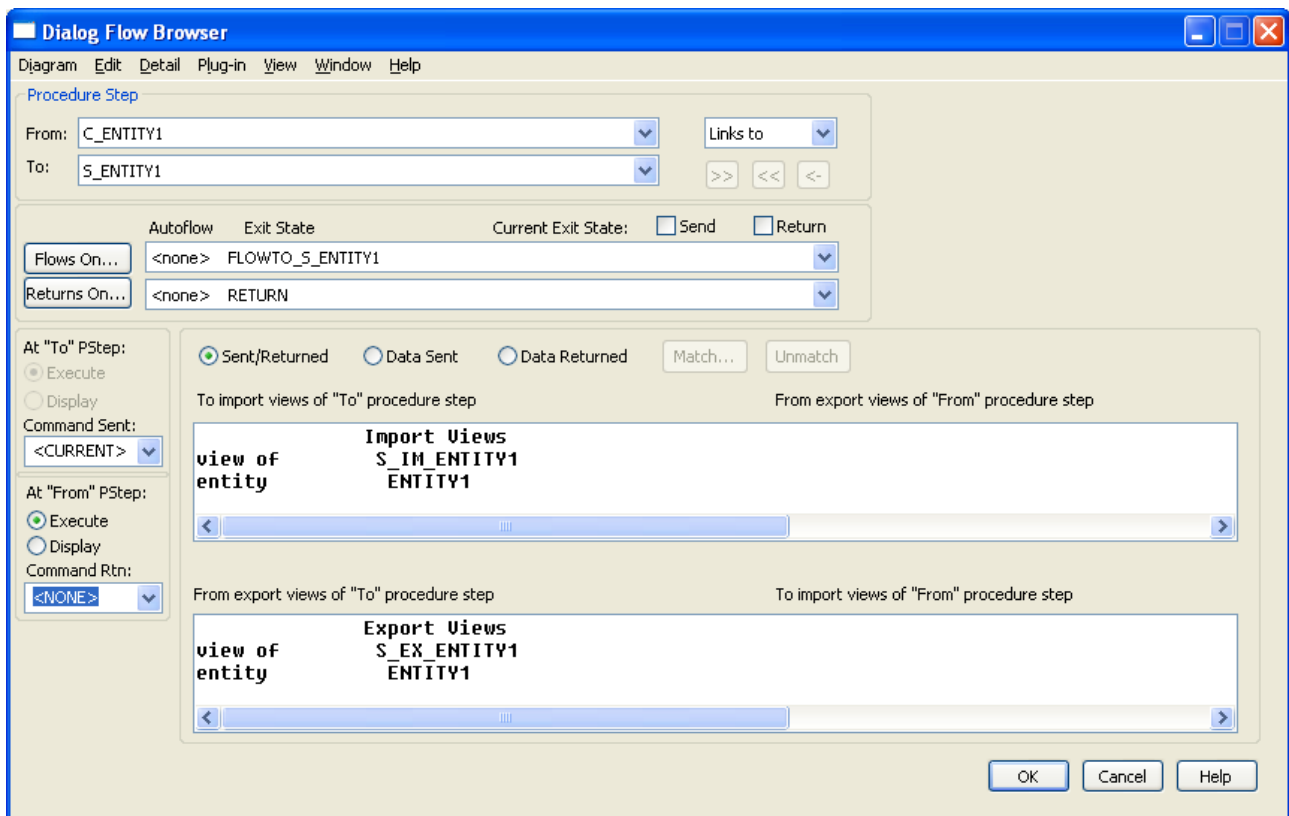 Dialog Flow Browser
Diagram Edit Detail Plug-in View Window Help
Procedure Step
From: C_ENTITY1 Links to
To: S_ENTITY1 >> << <-
Autoflow Exit State Current Exit State: Send Return
Flows On... <none> FLOWTO_S_ENTITY1
Returns On... <none> RETURN
At "To" PStep:
Execute
Display
Command Sent:
<CURRENT>
At "From" PStep:
Execute
Display
Command Rtn:
<NONE>
Sent/Returned Data Sent Data Returned Match... Unmatch
To import views of "To" procedure step From export views of "From" procedure step
Import Views
view of S_IM_ENTITY1
entity ENTITY1
From export views of "To" procedure step To import views of "From" procedure step
Export Views
view of S_EX_ENTITY1
entity ENTITY1
OK Cancel Help